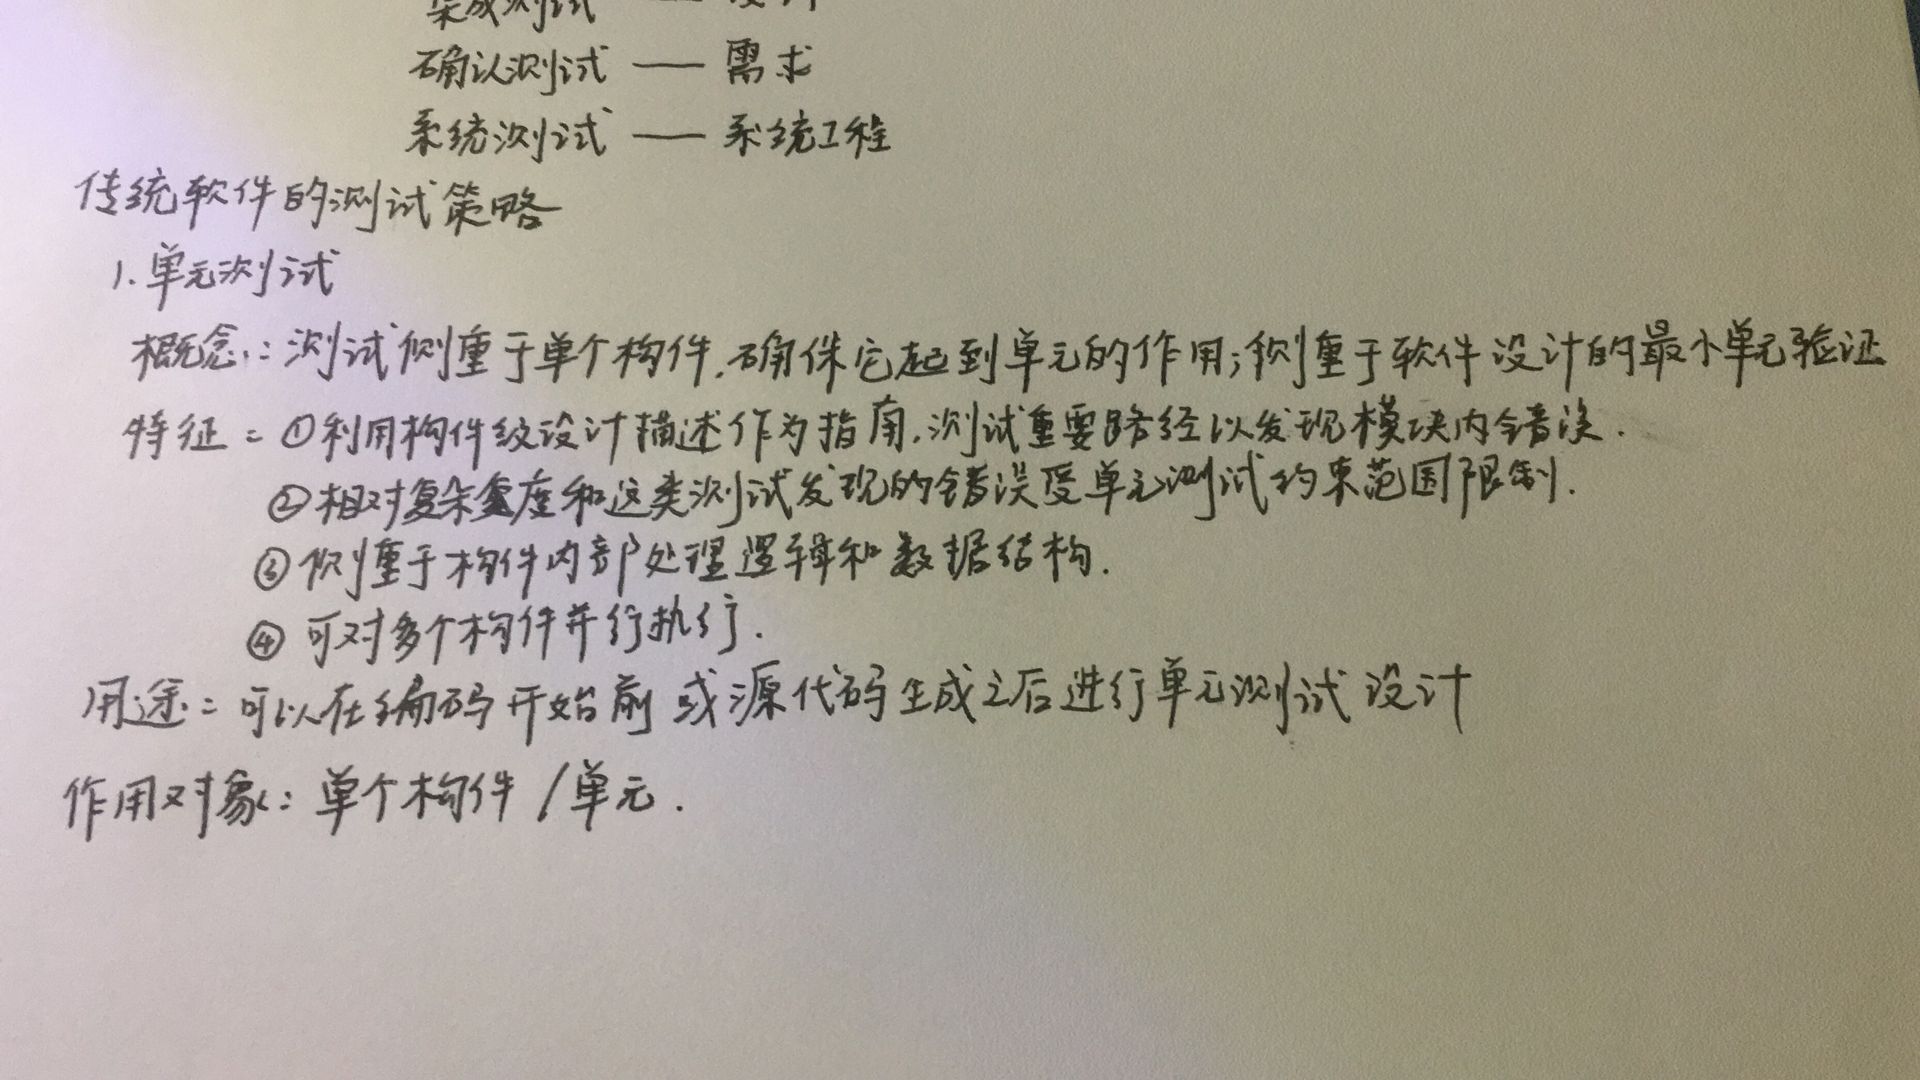 集成测试 —— 设计
确认测试 —— 需求
系统测试 —— 系统工程
传统软件的测试策略
1.单元测试
概念:测试侧重于单个构件,确保它起到单元的作用;侧重于软件设计的最小单元验证
特征:①利用构件级设计描述作为指南,测试重要路径以发现模块内错误.
②相对复杂度和这类测试发现的错误受单元测试约束范围限制.
③侧重于构件内部处理逻辑和数据结构.
④可对多个构件并行执行.
用途:可以在编码开始前或源代码生成之后进行单元测试设计
作用对象:单个构件/单元.